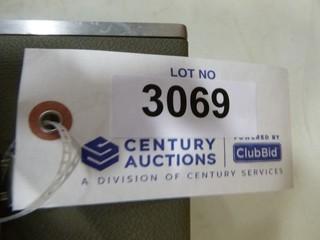 LOT NO
3069
CENTURY AUCTIONS
POWERED BY
ClubBid
A DIVISION OF CENTURY SERVICES